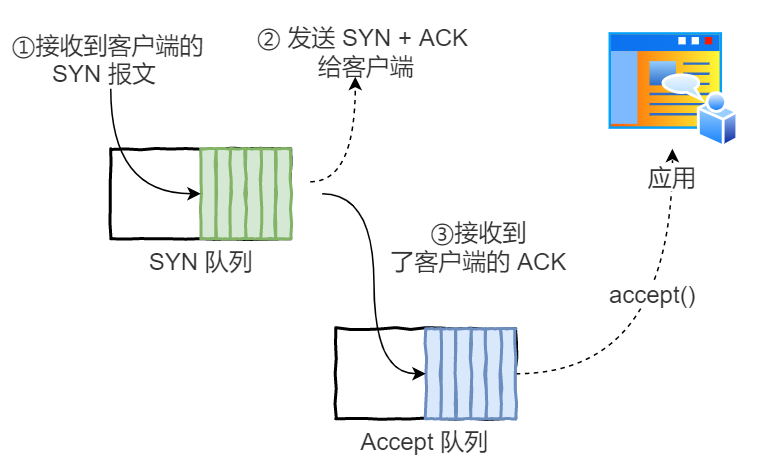 ①接收到客户端的
SYN 报文
② 发送 SYN + ACK
给客户端
应用
SYN 队列
③接收到
了客户端的 ACK
accept()
Accept 队列